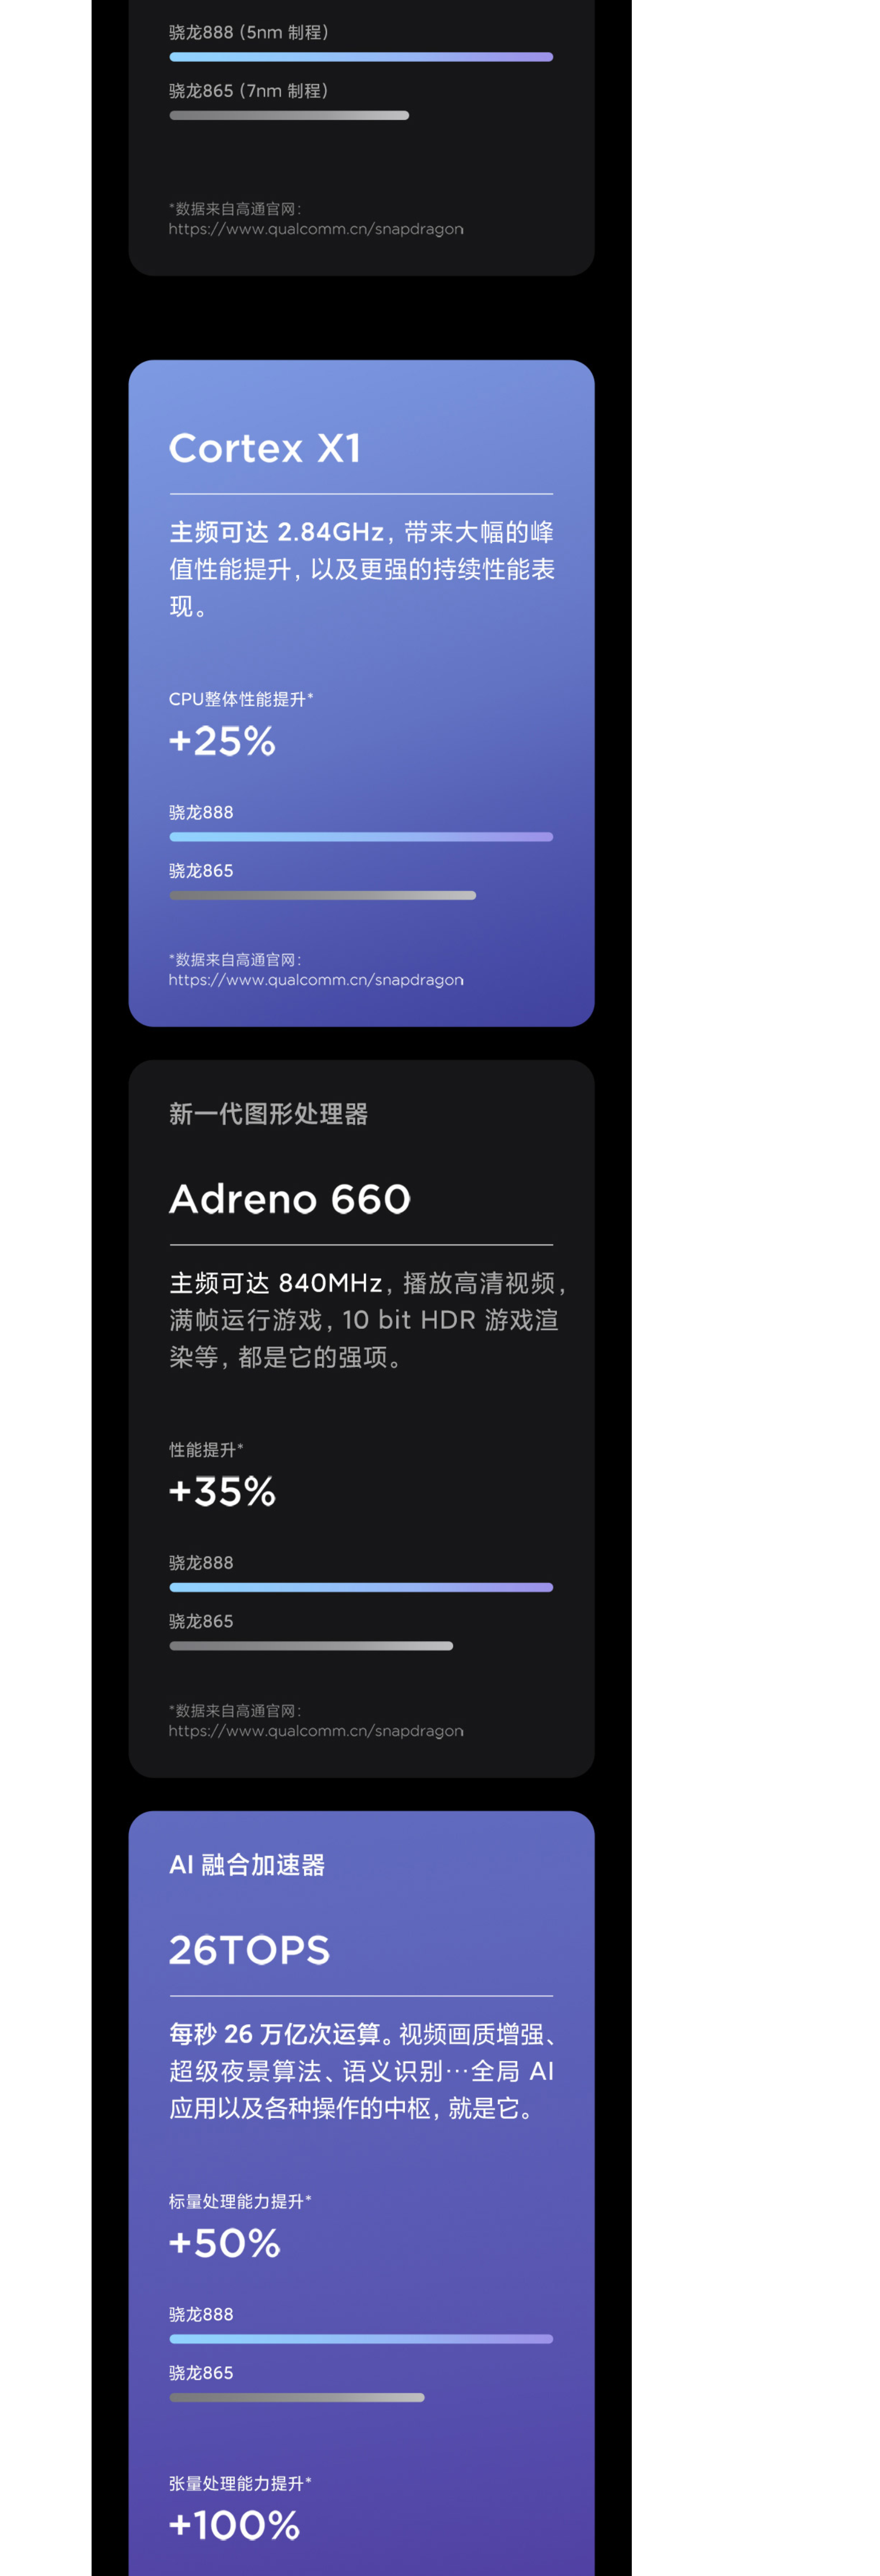 骁龙888 (5nm 制程)
骁龙865 (7nm 制程)
*数据来自高通官网:
https://www.qualcomm.cn/snapdragon
Cortex X1
主频可达 2.84GHz, 带来大幅的峰
值性能提升, 以及更强的持续性能表
现。
CPU整体性能提升*
+25%
骁龙888
骁龙865
*数据来自高通官网:
https://www.qualcomm.cn/snapdragon
新一代图形处理器
Adreno 660
主频可达 840MHz, 播放高清视频,
满帧运行游戏, 10 bit HDR 游戏渲
染等, 都是它的强项。
性能提升*
+35%
骁龙888
骁龙865
*数据来自高通官网:
https://www.qualcomm.cn/snapdragon
AI 融合加速器
26TOPS
每秒 26 万亿次运算。视频画质增强、
超级夜景算法、语义识别…全局 AI
应用以及各种操作的中枢, 就是它。
标量处理能力提升*
+50%
骁龙888
骁龙865
张量处理能力提升*
+100%